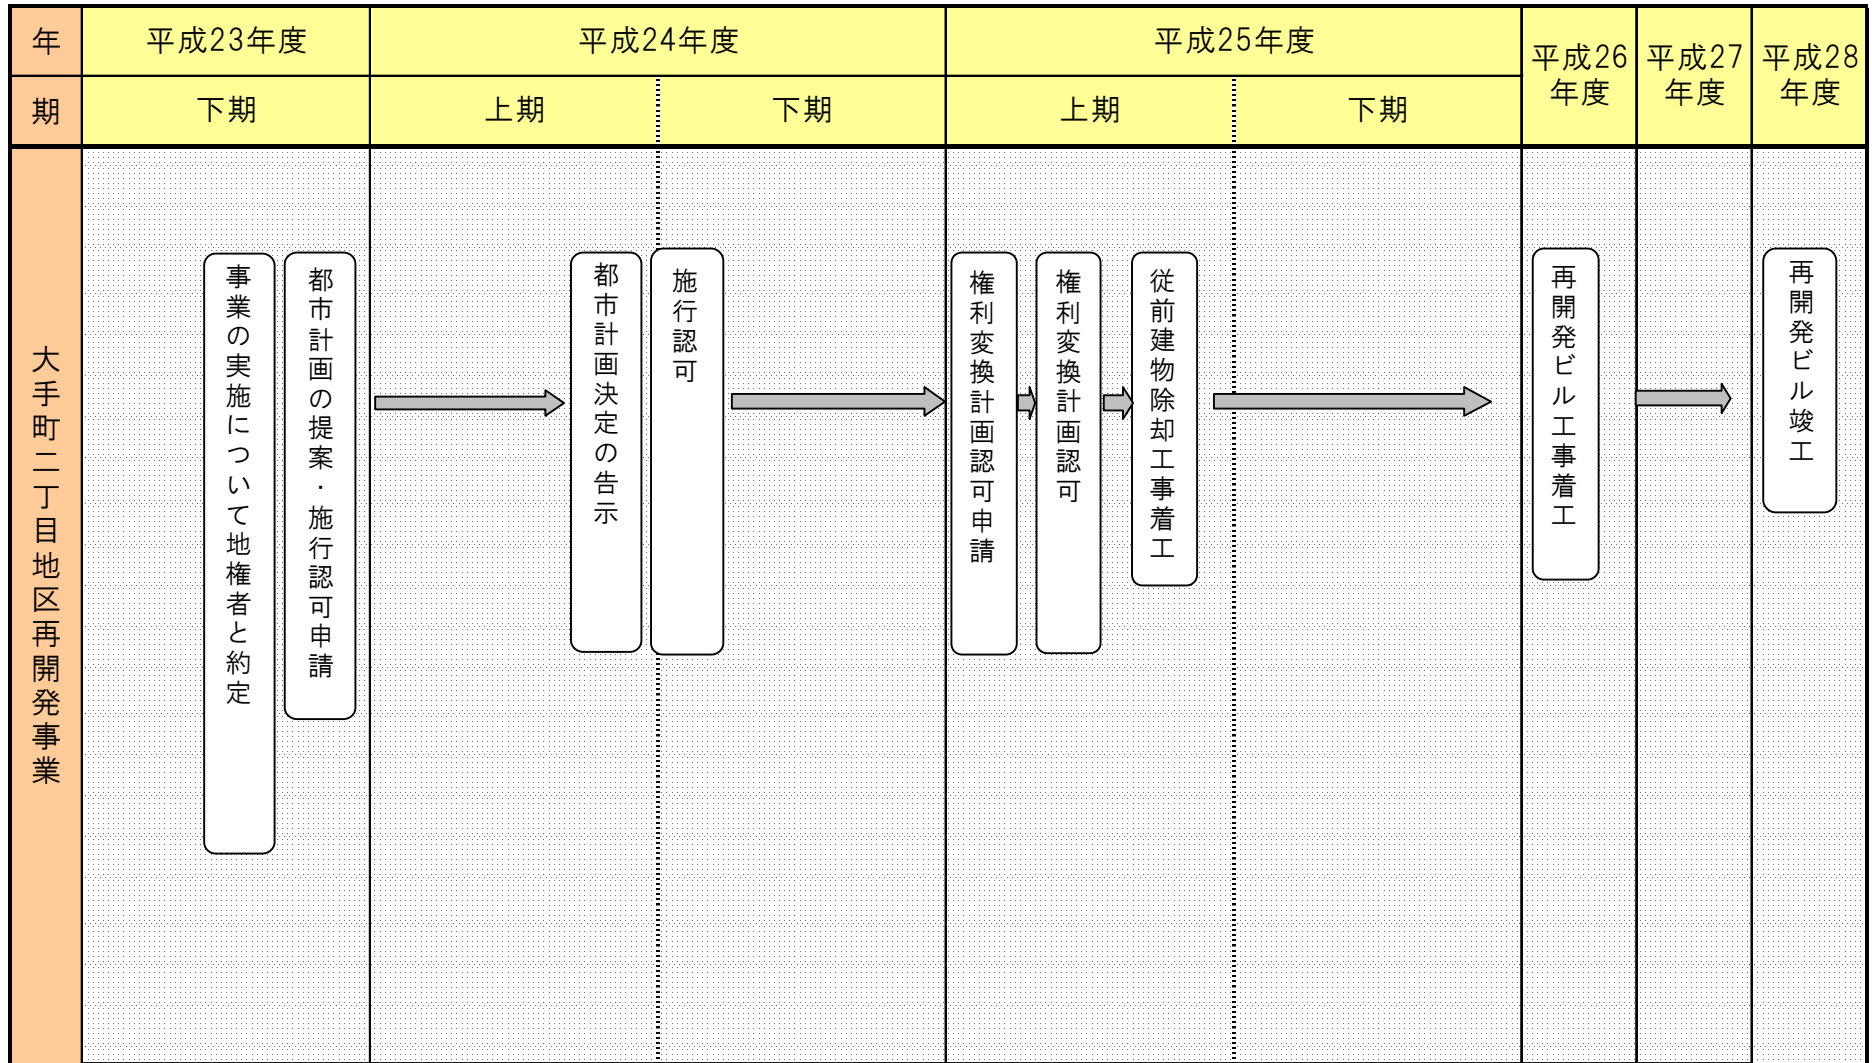 年
平成23年度
平成24年度
平成25年度
平成26
年度
平成27
年度
平成28
年度
期
下期
上期
下期
上期
下期
大手町二丁目地区再開発事業
事業の実施について地権者と約定
都市計画の提案・施行認可申請
都市計画決定の告示
施行認可
権利変換計画認可申請
権利変換計画認可
従前建物除却工事着工
再開発ビル工事着工
再開発ビル竣工